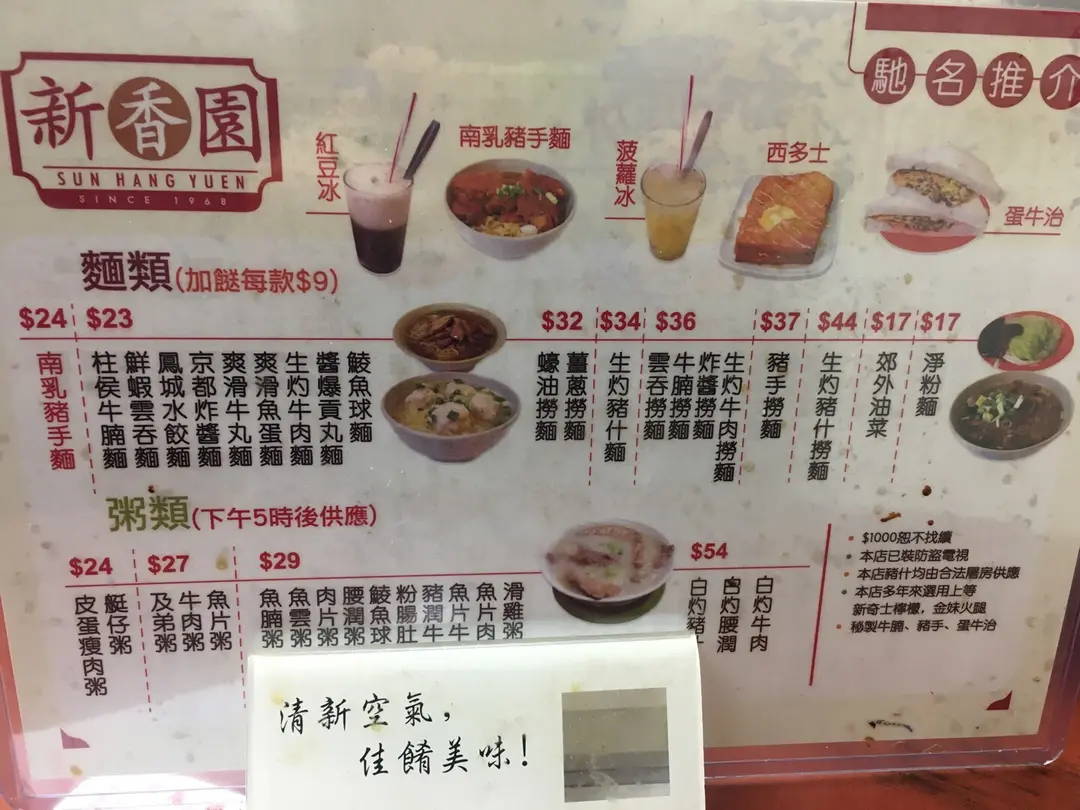 新香園
SUN HANG YUEN
SINCE 1968
馳名推介
紅豆冰
南乳豬手麵
菠蘿冰
西多士
蛋牛治
麵類(加餸每款$9)
$24
南乳豬手麵
$23
柱侯牛腩麵
鮮蝦雲吞麵
鳳城水餃麵
京都炸醬麵
爽滑牛丸麵
爽滑魚蛋麵
生灼牛肉麵
醬爆貢丸麵
鯪魚球麵
$32
蠔油撈麵
薑蔥撈麵
$34
生灼豬什麵
$36
雲吞撈麵
牛腩撈麵
炸醬撈麵
生灼牛肉撈麵
$37
豬手撈麵
$44
生灼豬什撈麵
$17
郊外油菜
$17
淨粉麵
粥類(下午5時後供應)
$24
皮蛋瘦肉粥
艇仔粥
$27
及弟粥
牛肉粥
魚片粥
$29
魚腩粥
魚雲粥
肉片粥
腰潤粥
鯪魚球
粉腸肚
豬潤牛
魚片牛
魚片肉
滑雞粥
$54
白灼豬
白灼腰潤
白灼牛肉
• $1000恕不找續
• 本店已裝防盜電視
• 本店豬什均由合法屠房供應
• 本店多年來選用上等
新奇士檸檬，金妹火腿
• 秘製牛腩、豬手、蛋牛治
清新空氣，
佳餚美味！